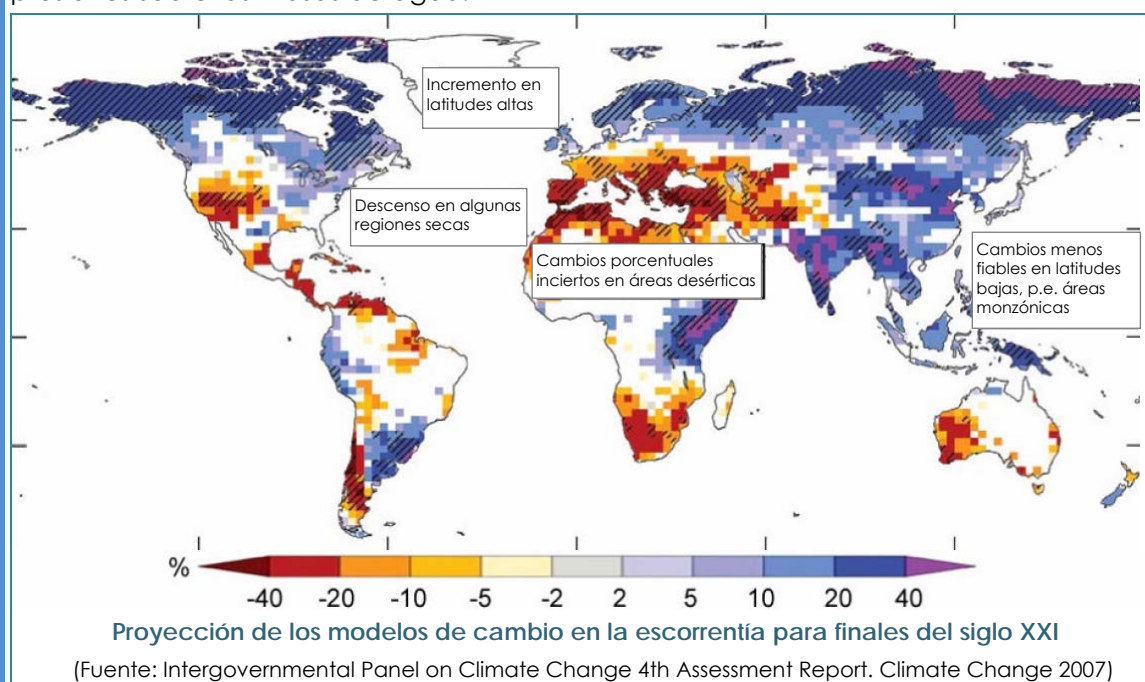 Incremento en
latitudes altas
Descenso en algunas
regiones secas
Cambios porcentuales
inciertos en áreas desérticas
Cambios menos
fiables en latitudes
bajas, p.e. áreas
monzónicas
%
-40 -20 -10 -5 -2 2 5 10 20 40
Proyección de los modelos de cambio en la escorrentía para finales del siglo XXI
(Fuente: Intergovernmental Panel on Climate Change 4th Assessment Report. Climate Change 2007)